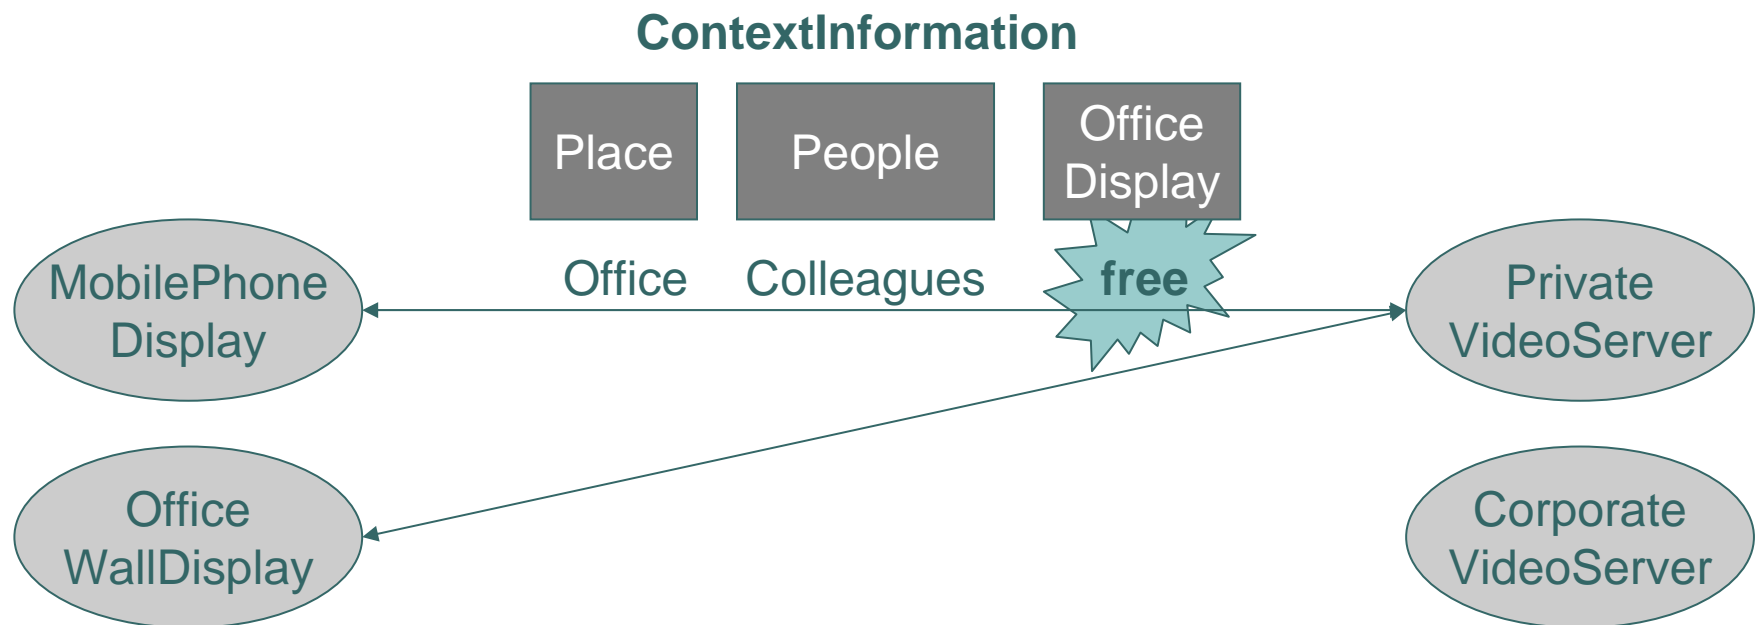 ContextInformation
Place
People
Office
Display
Office
Colleagues
free
MobilePhone
Display
Private
VideoServer
Office
WallDisplay
Corporate
VideoServer